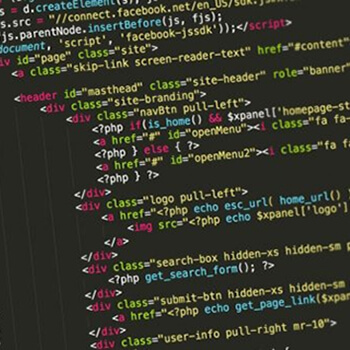 s = d.createElement(s); js.id
s.src = "//connect.facebook.net/en_US/sdk.js
js.parentNode.insertBefore(js, fjs);
document, 'script', 'facebook-jssdk'));</script>
div id="page" class="site">
<a class="skip-link screen-reader-text" href="#content"
<header id="masthead" class="site-header" role="banner"
<div class="site-branding">
<div class="navBtn pull-left">
<?php if(is_home() && $xpanel['homepage-st
<a href="#" id="openMenu"><i class="fa fa-
<?php } else { ?>
<a href="#" id="openMenu2"><i class="fa fa
<?php } ?>
</div>
<div class="logo pull-left">
<a href="<?php echo esc_url( home_url()
<img src="<?php echo $xpanel['logo']
</a>
</div>
<div class="search-box hidden-xs hidden-sm p
<?php get_search_form(); ?>
</div>
<div class="submit-btn hidden-xs hidden-sm
<a href="<?php echo get_page_link($xpan
</div>
<div class="user-info pull-right mr-10">